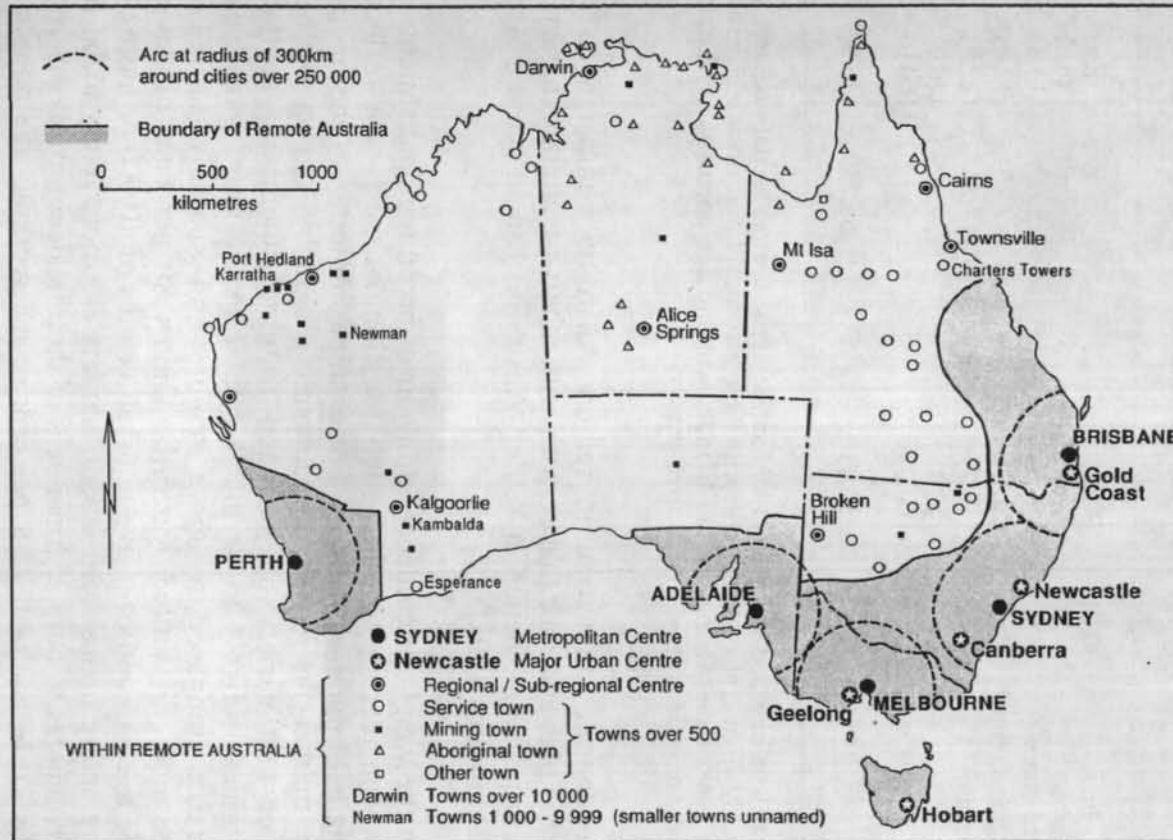 Arc at radius of 300km
around cities over 250 000
Boundary of Remote Australia
0 500 1000
kilometres
Darwin
Cairns
Townsville
Charters Towers
Mt Isa
Port Hedland
Karratha
Newman
Alice
Springs
N
BRISBANE
Gold
Coast
Broken
Hill
Kalgoorlie
Kambalda
PERTH
Esperance
ADELAIDE
Newcastle
SYDNEY
Canberra
MELBOURNE
Geelong
Hobart
SYDNEY Metropolitan Centre
Newcastle Major Urban Centre
Regional / Sub-regional Centre
Service town
Mining town
Aboriginal town
Other town
Towns over 500
WITHIN REMOTE AUSTRALIA
Darwin Towns over 10 000
Newman Towns 1 000 - 9 999 (smaller towns unnamed)